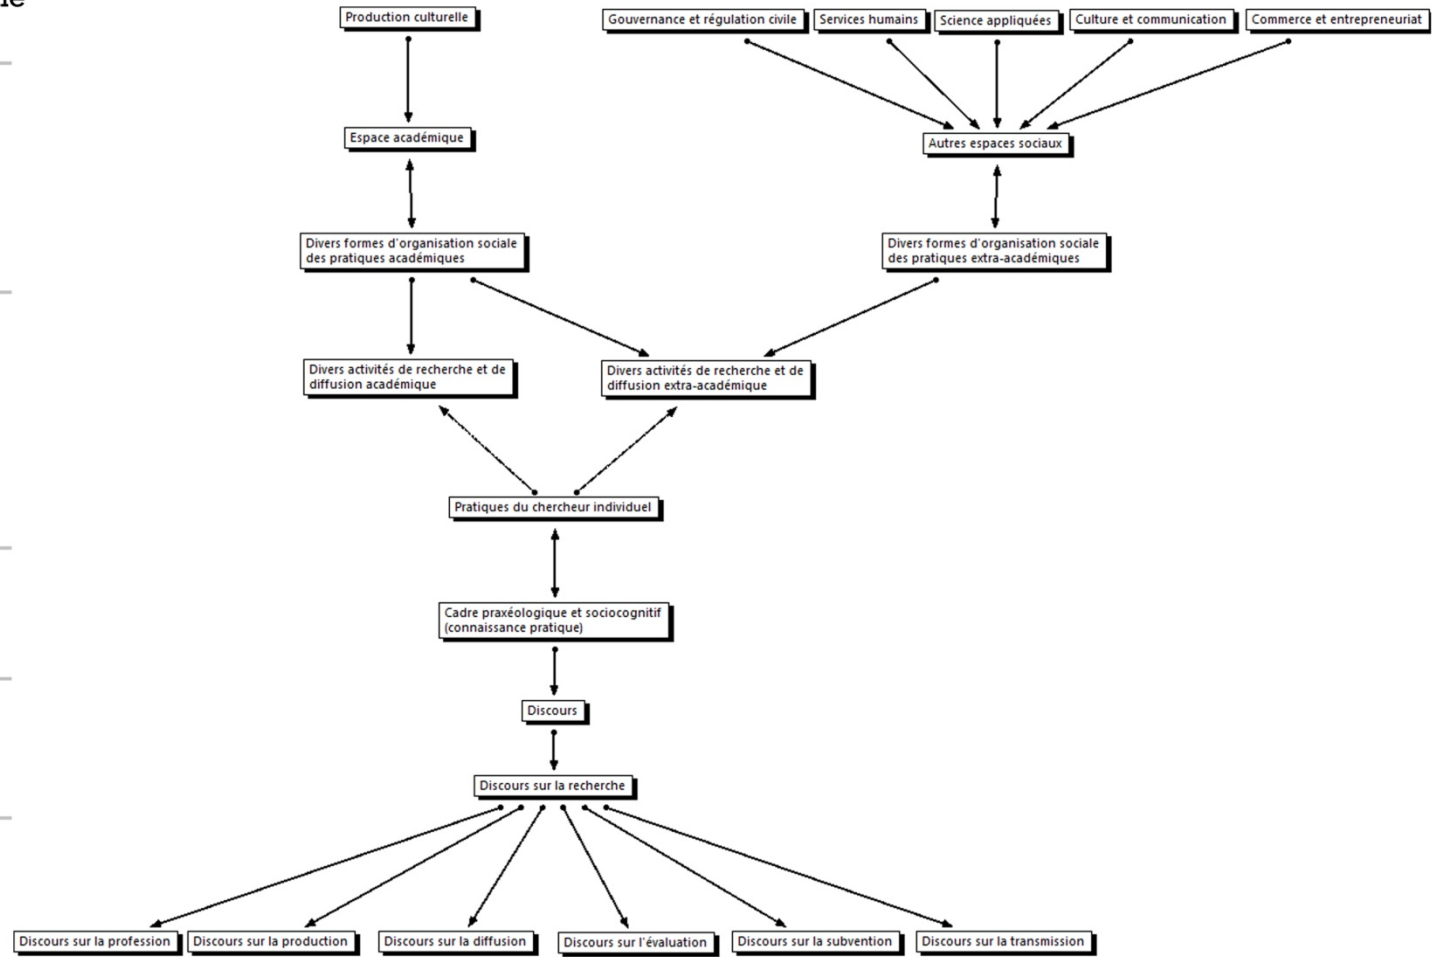 Production culturelle
Gouvernance et régulation civile
Services humains
Science appliquées
Culture et communication
Commerce et entrepreneuriat
Espace académique
Autres espaces sociaux
Divers formes d'organisation sociale
des pratiques académiques
Divers formes d'organisation sociale
des pratiques extra-académiques
Divers activités de recherche et de
diffusion académique
Divers activités de recherche et de
diffusion extra-académique
Pratiques du chercheur individuel
Cadre praxéologique et sociocognitif
(connaissance pratique)
Discours
Discours sur la recherche
Discours sur la profession
Discours sur la production
Discours sur la diffusion
Discours sur l'évaluation
Discours sur la subvention
Discours sur la transmission